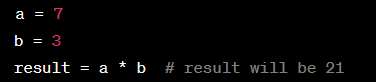 a = 7
b = 3
result = a * b  # result will be 21